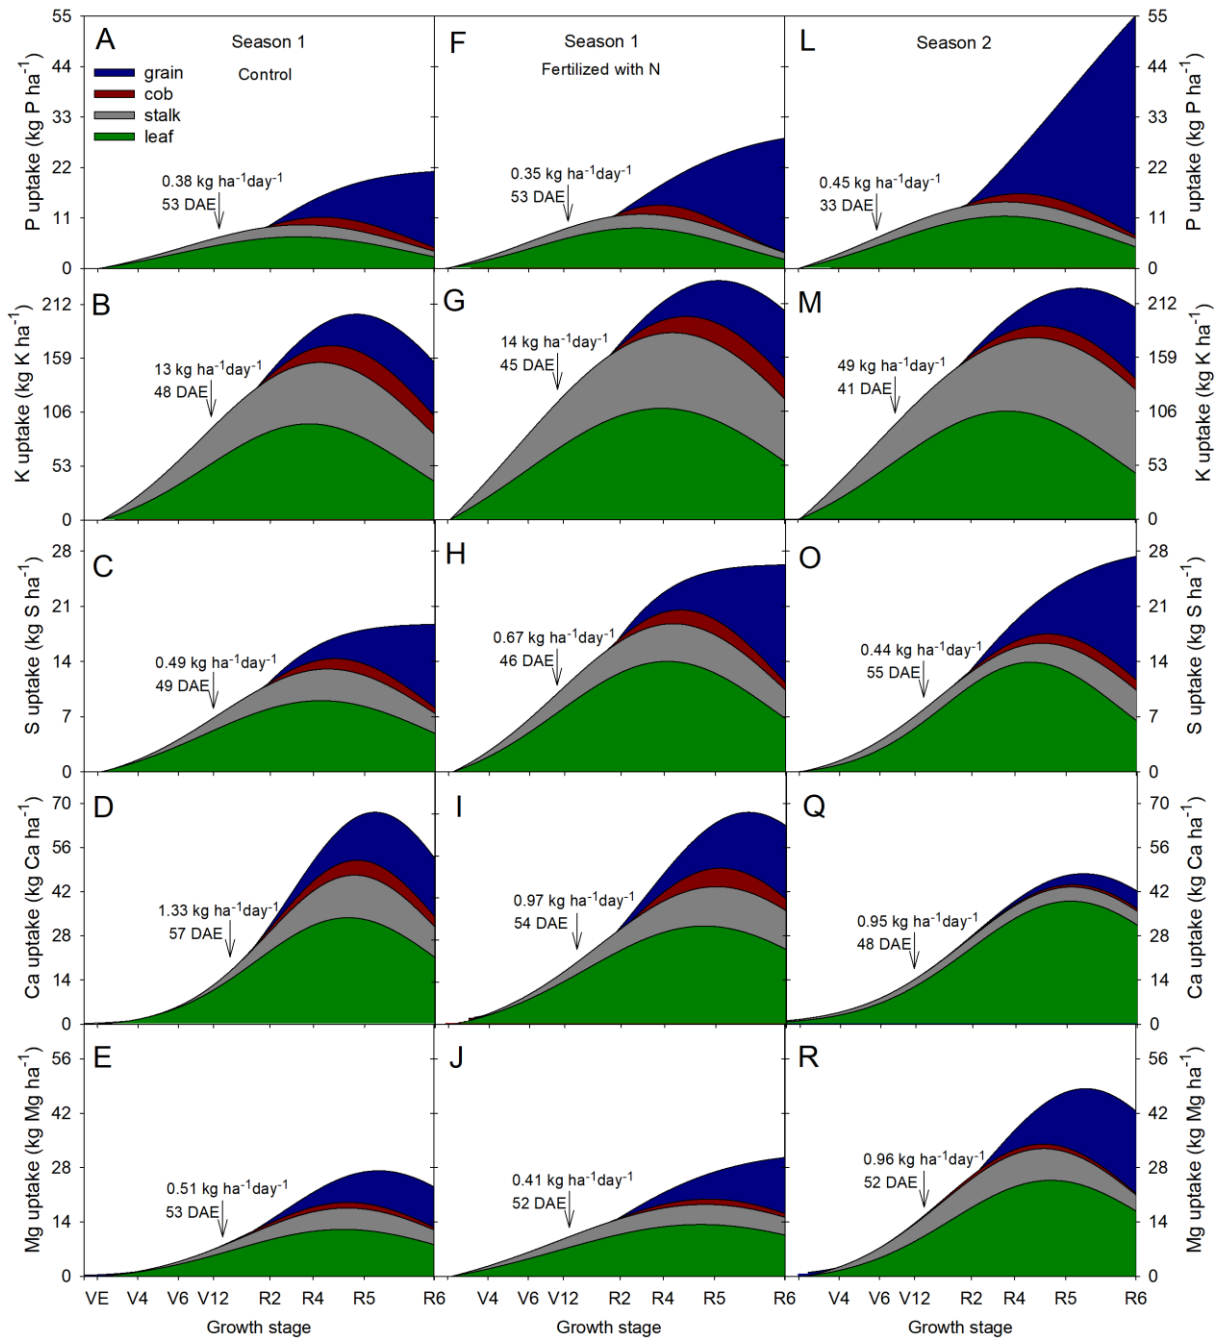 A
Season 1
Control
grain
cob
stalk
leaf
0.38 kg ha⁻¹day⁻¹
53 DAE
P uptake (kg P ha⁻¹)
55
44
33
22
11
0
F
Season 1
Fertilized with N
0.35 kg ha⁻¹day⁻¹
53 DAE
L
Season 2
0.45 kg ha⁻¹day⁻¹
33 DAE
55
44
33
22
11
0
P uptake (kg P ha⁻¹)
B
13 kg ha⁻¹day⁻¹
48 DAE
K uptake (kg K ha⁻¹)
212
159
106
53
0
G
14 kg ha⁻¹day⁻¹
45 DAE
M
49 kg ha⁻¹day⁻¹
41 DAE
212
159
106
53
0
K uptake (kg K ha⁻¹)
C
0.49 kg ha⁻¹day⁻¹
49 DAE
S uptake (kg S ha⁻¹)
28
21
14
7
0
H
0.67 kg ha⁻¹day⁻¹
46 DAE
O
0.44 kg ha⁻¹day⁻¹
55 DAE
28
21
14
7
0
S uptake (kg S ha⁻¹)
D
1.33 kg ha⁻¹day⁻¹
57 DAE
Ca uptake (kg Ca ha⁻¹)
70
56
42
28
14
0
I
0.97 kg ha⁻¹day⁻¹
54 DAE
Q
0.95 kg ha⁻¹day⁻¹
48 DAE
70
56
42
28
14
0
Ca uptake (kg Ca ha⁻¹)
E
0.51 kg ha⁻¹day⁻¹
53 DAE
Mg uptake (kg Mg ha⁻¹)
56
42
28
14
0
J
0.41 kg ha⁻¹day⁻¹
52 DAE
R
0.96 kg ha⁻¹day⁻¹
52 DAE
56
42
28
14
0
Mg uptake (kg Mg ha⁻¹)
VE V4 V6 V12 R2 R4 R5 R6
V4 V6 V12 R2 R4 R5
V4 V6 V12 R2 R4 R5 R6
Growth stage
Growth stage
Growth stage